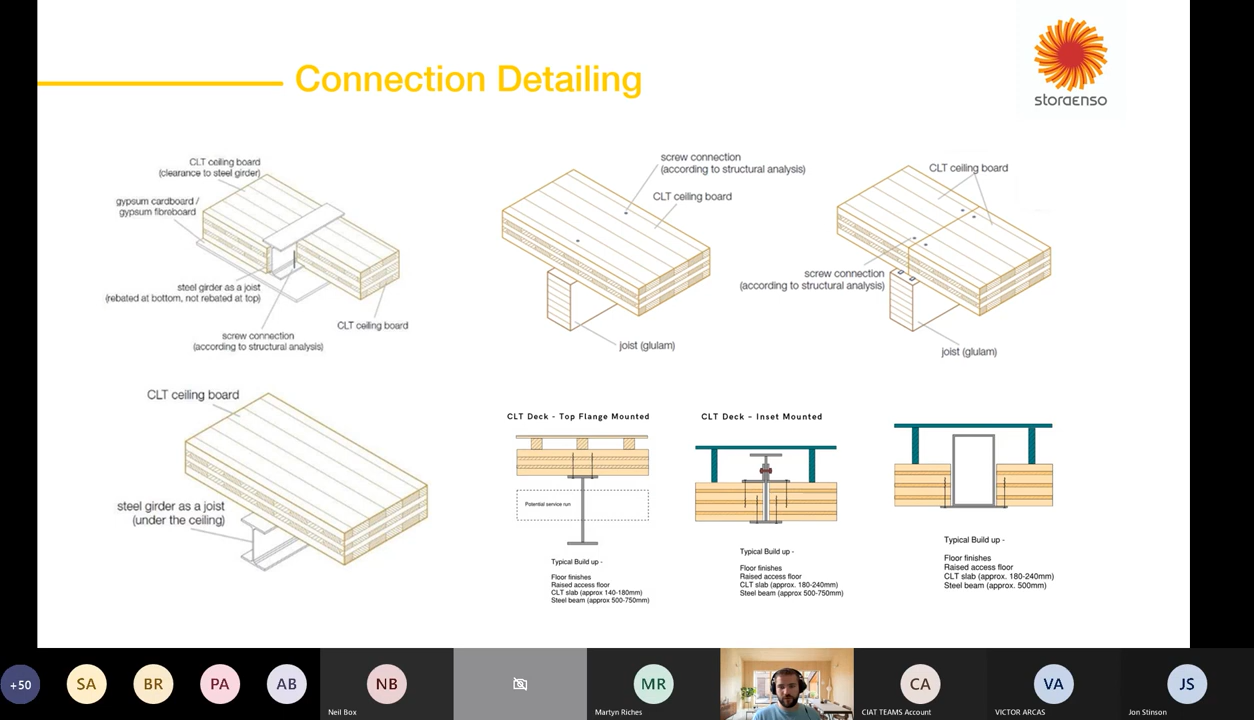 Connection Detailing
storaenso
CLT ceiling board
(clearance to steel girder)
gypsum cardboard /
gypsum fibreboard
steel girder as a joist
(rebated at bottom, not rebated at top)
screw connection
(according to structural analysis)
CLT ceiling board
screw connection
(according to structural analysis)
CLT ceiling board
joist (glulam)
CLT ceiling board
screw connection
(according to structural analysis)
joist (glulam)
CLT ceiling board
steel girder as a joist
(under the ceiling)
CLT Deck - Top Flange Mounted
Potential service run
Typical Build up -
Floor finishes
Raised access floor
CLT slab (approx 140-180mm)
Steel beam (approx 500-750mm)
CLT Deck – Inset Mounted
Typical Build up -
Floor finishes
Raised access floor
CLT slab (approx. 180-240mm)
Steel beam (approx 500-750mm)
Typical Build up -
Floor finishes
Raised access floor
CLT slab (approx. 180-240mm)
Steel beam (approx. 500mm)
+50
SA
BR
PA
AB
NB
Neil Box
MR
Martyn Riches
CA
CIAT TEAMS Account
VA
VICTOR ARCAS
JS
Jon Stinson